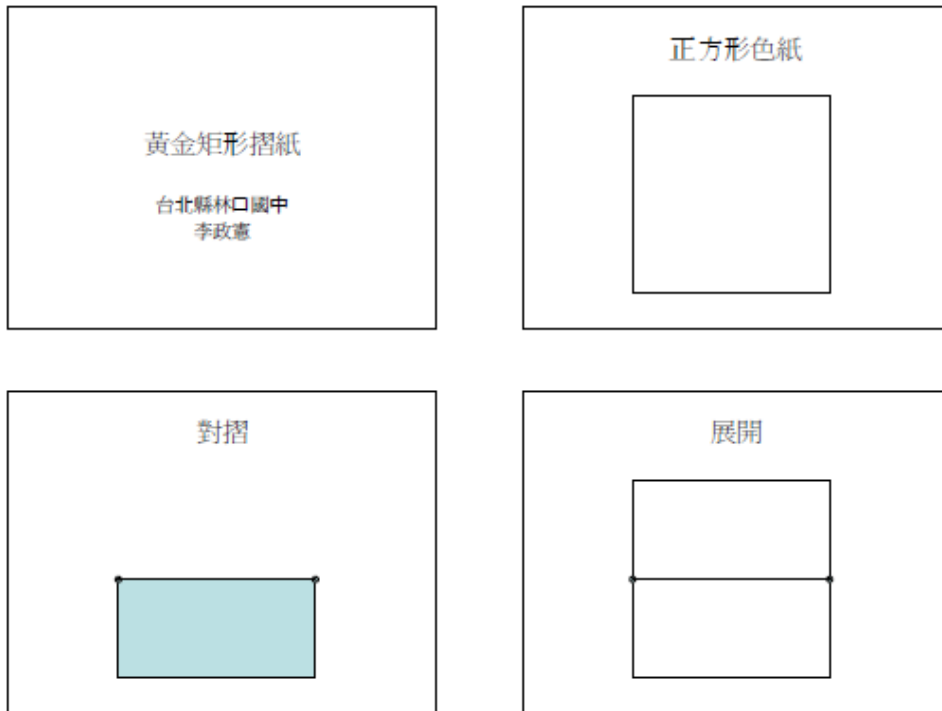 黃金矩形摺紙
台北縣林口國中
李政憲
正方形色紙
對摺
展開